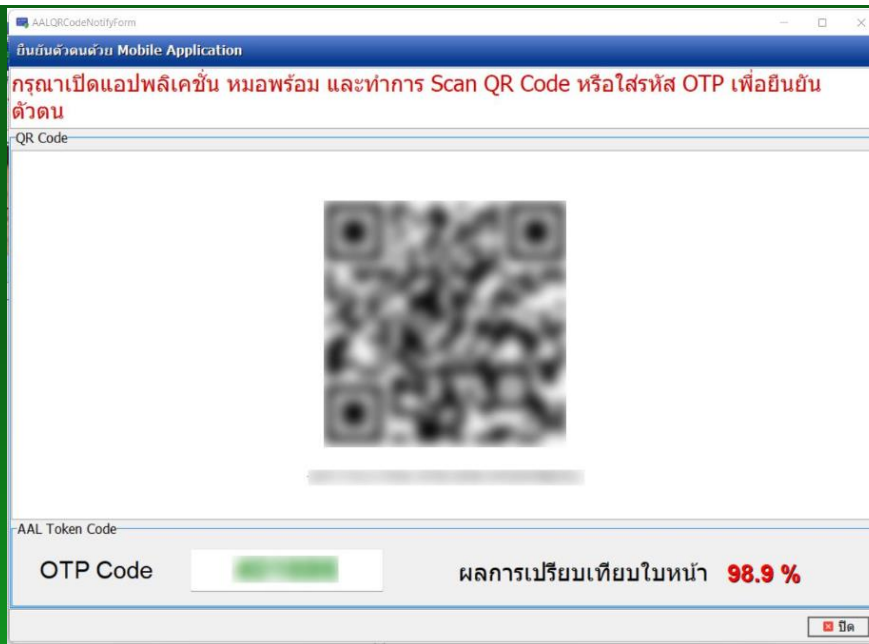 AALQRCodeNotifyForm
ยืนยันตัวตนด้วย Mobile Application
กรุณาเปิดแอปพลิเคชั่น หมอพร้อม และทำการ Scan QR Code หรือใส่รหัส OTP เพื่อยืนยัน
ตัวตน
QR Code
AAL Token Code
OTP Code
ผลการเปรียบเทียบใบหน้า 98.9 %
ปิด